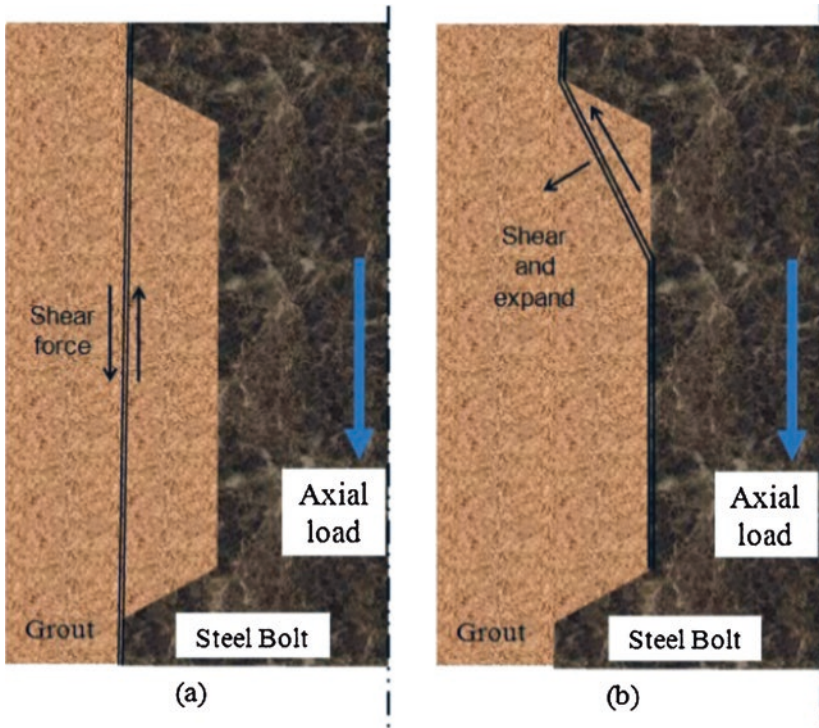 Shear
force
Axial
load
Grout
Steel Bolt
(a)
Shear
and
expand
Axial
load
Grout
Steel Bolt
(b)